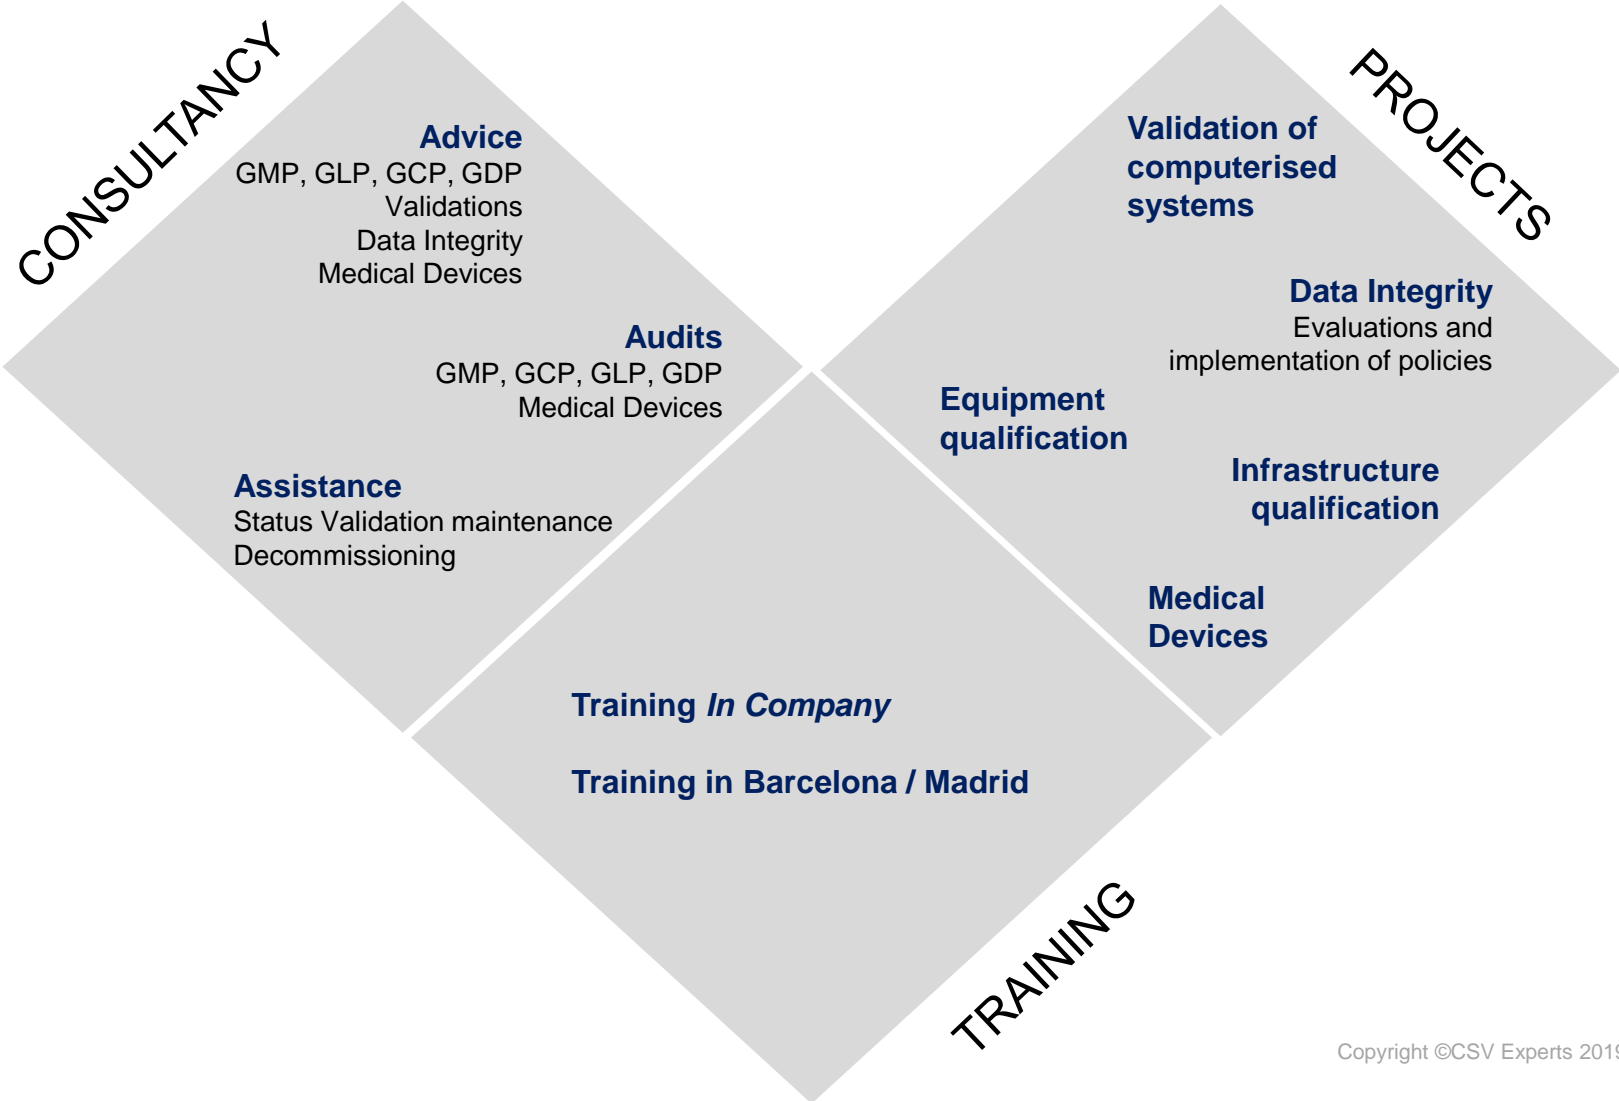 CONSULTANCY
Advice
GMP, GLP, GCP, GDP
Validations
Data Integrity
Medical Devices
Audits
GMP, GCP, GLP, GDP
Medical Devices
Assistance
Status Validation maintenance
Decommissioning
PROJECTS
Validation of
computerised
systems
Data Integrity
Evaluations and
implementation of policies
Equipment
qualification
Infrastructure
qualification
Medical
Devices
Training In Company
Training in Barcelona / Madrid
TRAINING
Copyright ©CSV Experts 2019